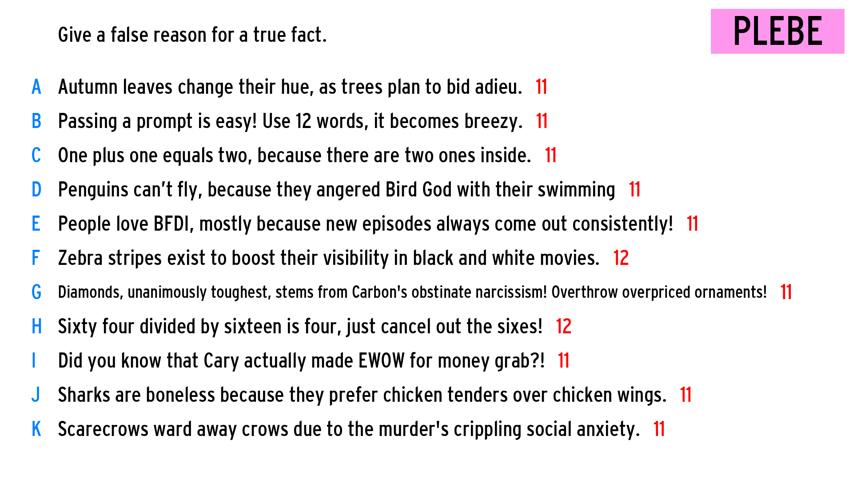 Give a false reason for a true fact.
PLEBE
A Autumn leaves change their hue, as trees plan to bid adieu. 11
B Passing a prompt is easy! Use 12 words, it becomes breezy. 11
C One plus one equals two, because there are two ones inside. 11
D Penguins can't fly, because they angered Bird God with their swimming 11
E People love BFDI, mostly because new episodes always come out consistently! 11
F Zebra stripes exist to boost their visibility in black and white movies. 12
G Diamonds, unanimously toughest, stems from Carbon's obstinate narcissism! Overthrow overpriced ornaments! 11
H Sixty four divided by sixteen is four, just cancel out the sixes! 12
I Did you know that Cary actually made EWOW for money grab?! 11
J Sharks are boneless because they prefer chicken tenders over chicken wings. 11
K Scarecrows ward away crows due to the murder's crippling social anxiety. 11